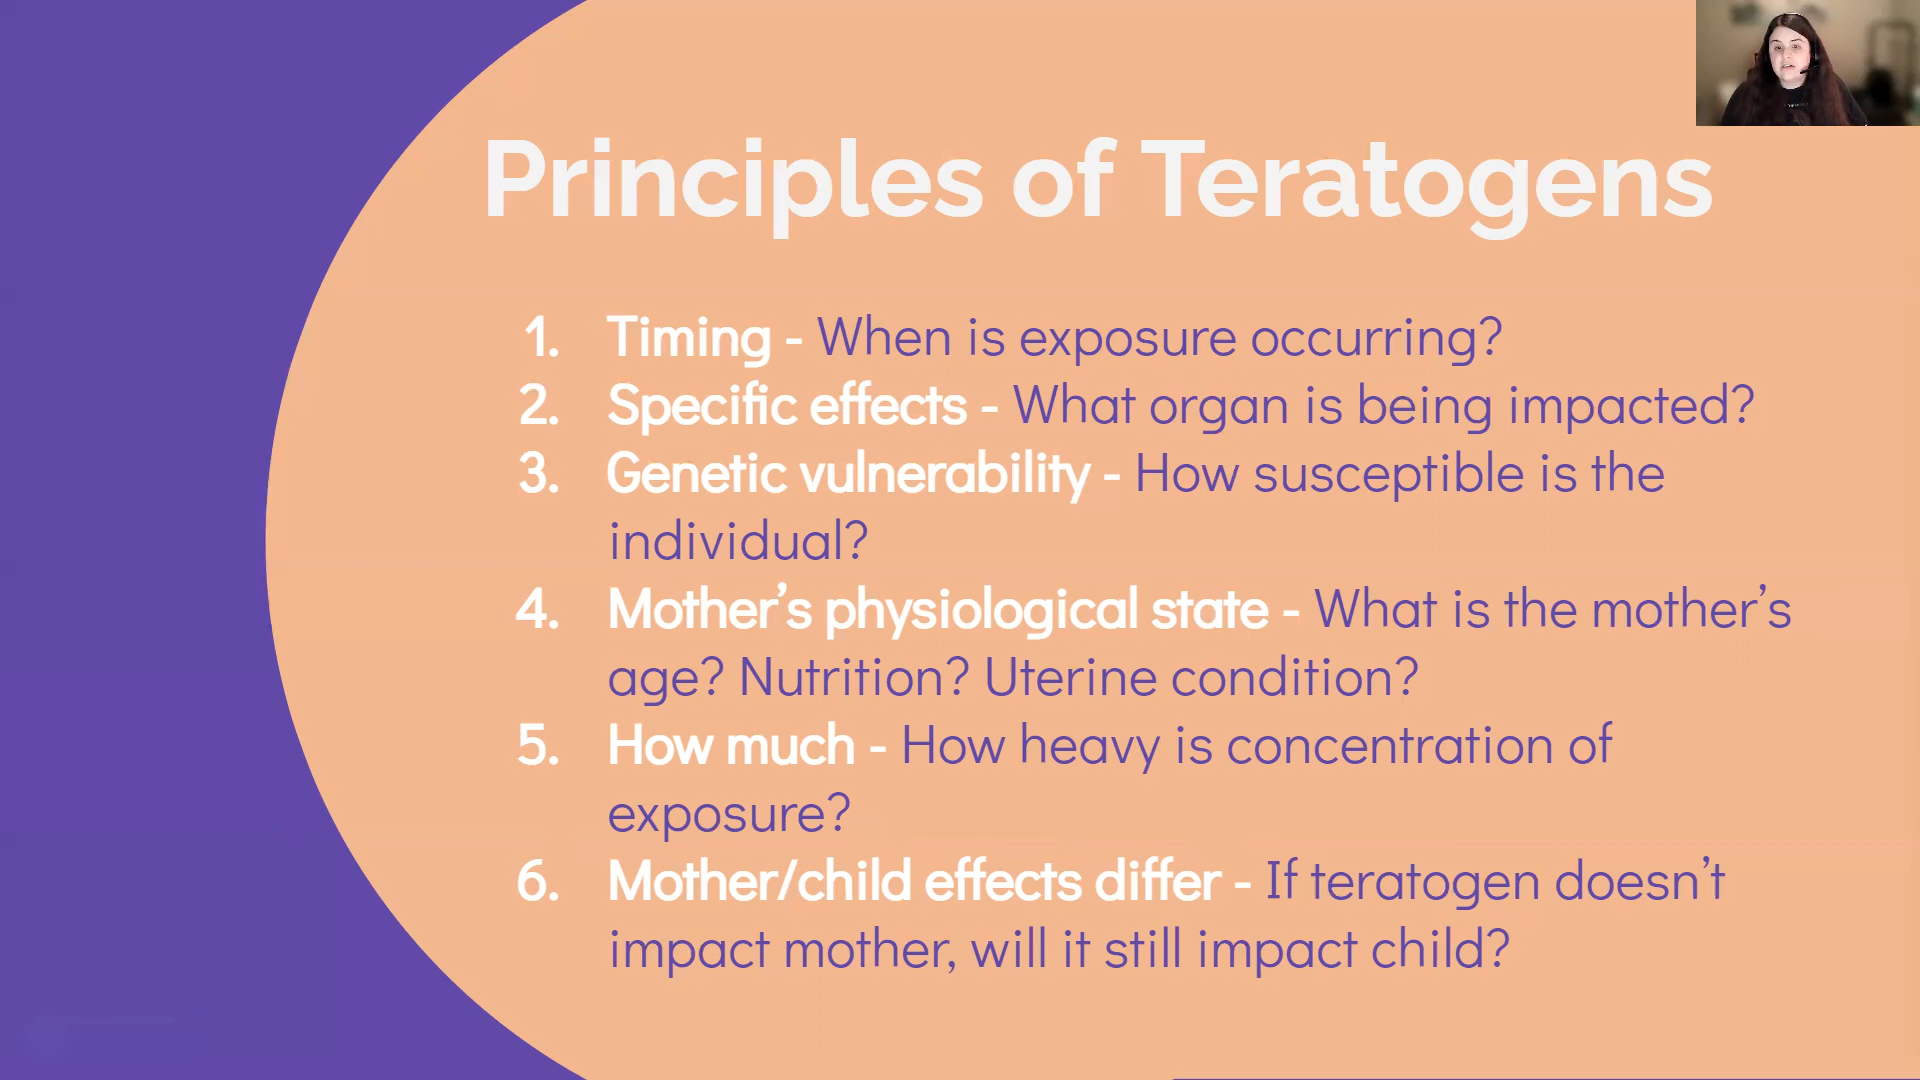 Principles of Teratogens
1. Timing - When is exposure occurring?
2. Specific effects - What organ is being impacted?
3. Genetic vulnerability - How susceptible is the
individual?
4. Mother’s physiological state - What is the mother’s
age? Nutrition? Uterine condition?
5. How much - How heavy is concentration of
exposure?
6. Mother/child effects differ - If teratogen doesn’t
impact mother, will it still impact child?